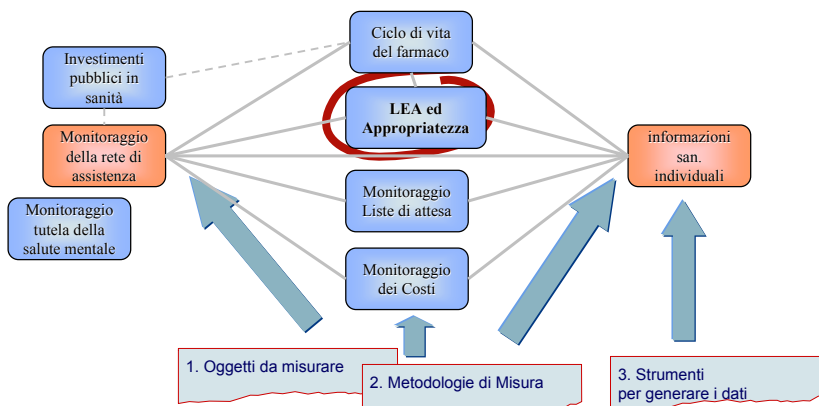 Ciclo di vita
del farmaco
Investimenti
pubblici in
sanità
LEA ed
Appropriatezza
Monitoraggio
della rete di
assistenza
informazioni
san.
individuali
Monitoraggio
Liste di attesa
Monitoraggio
tutela della
salute mentale
Monitoraggio
dei Costi
1. Oggetti da misurare
2. Metodologie di Misura
3. Strumenti
per generare i dati